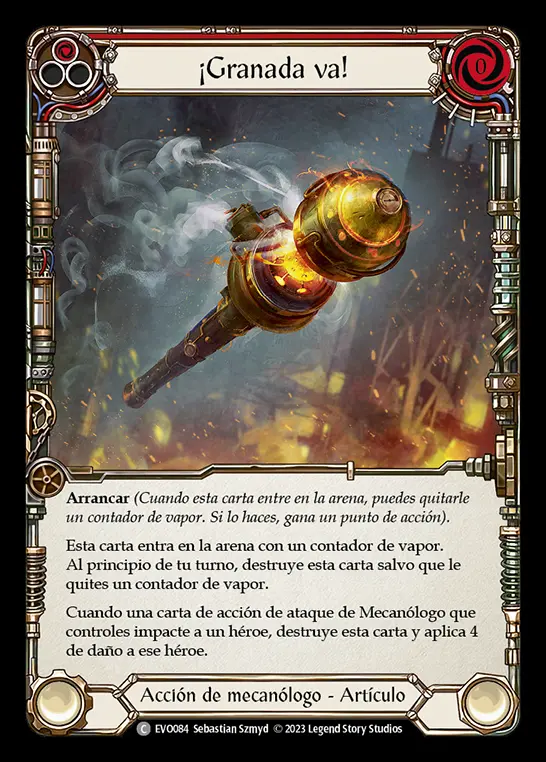 ¡Granada va!
0
Arrancar (Cuando esta carta entre en la arena, puedes quitarle
un contador de vapor. Si lo haces, gana un punto de acción).
Esta carta entra en la arena con un contador de vapor.
Al principio de tu turno, destruye esta carta salvo que le
quites un contador de vapor.
Cuando una carta de acción de ataque de Mecanólogo que
controles impacte a un héroe, destruye esta carta y aplica 4
de daño a ese héroe.
Acción de mecanólogo - Artículo
C EVO084 Sebastian Szmyd © 2023 Legend Story Studios